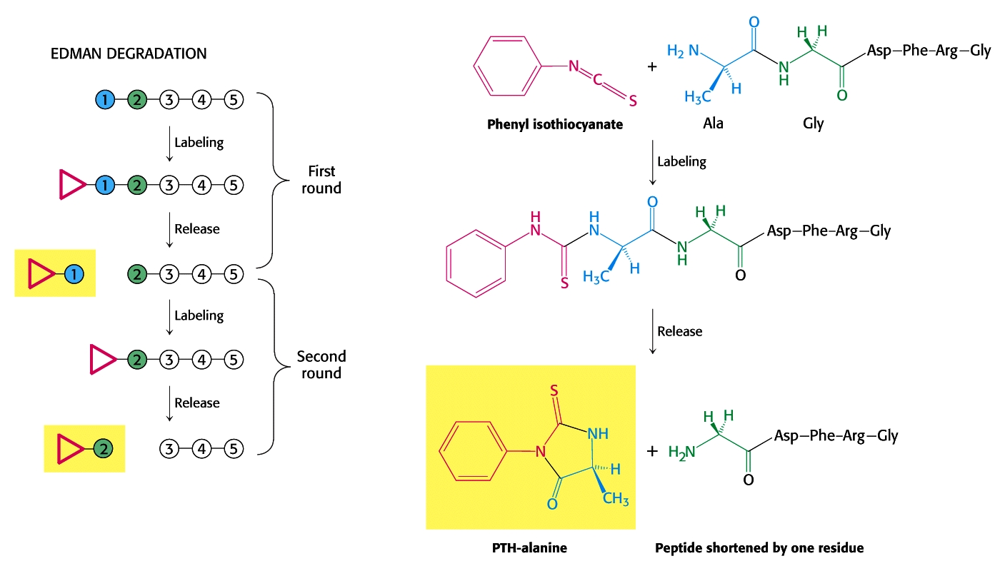 EDMAN DEGRADATION
1 2 3 4 5
Labeling
1 2 3 4 5
First
round
Release
1 2 3 4 5
Labeling
2 3 4 5
Second
round
Release
2 3 4 5
N C S
Phenyl isothiocyanate
+
H2N O H H
H3C H N H O
Asp–Phe–Arg–Gly
Ala Gly
Labeling
H N S H N O H H
H3C H N H O
Asp–Phe–Arg–Gly
Release
S
N NH
H
O CH3
PTH-alanine
+
H H
H2N O
Asp–Phe–Arg–Gly
Peptide shortened by one residue